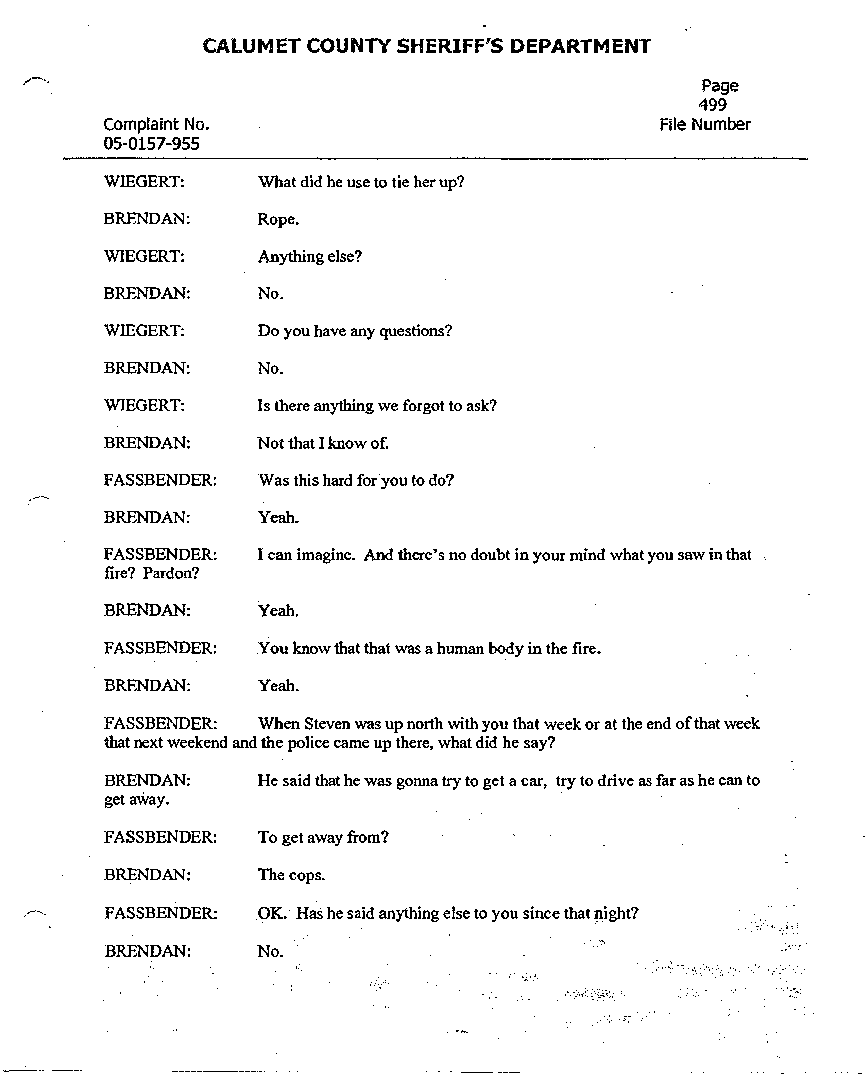 CALUMET COUNTY SHERIFF'S DEPARTMENT
Page
499
Complaint No.
File Number
05-0157-955
WIEGERT: What did he use to tie her up?
BRENDAN: Rope.
WIEGERT: Anything else?
BRENDAN: No.
WIEGERT: Do you have any questions?
BRENDAN: No.
WIEGERT: Is there anything we forgot to ask?
BRENDAN: Not that I know of.
FASSBENDER: Was this hard for you to do?
BRENDAN: Yeah.
FASSBENDER: I can imagine. And there's no doubt in your mind what you saw in that
fire? Pardon?
BRENDAN: Yeah.
FASSBENDER: You know that that was a human body in the fire.
BRENDAN: Yeah.
FASSBENDER: When Steven was up north with you that week or at the end of that week
that next weekend and the police came up there, what did he say?
BRENDAN: He said that he was gonna try to get a car, try to drive as far as he can to
get away.
FASSBENDER: To get away from?
BRENDAN: The cops.
FASSBENDER: OK. Has he said anything else to you since that night?
BRENDAN: No.